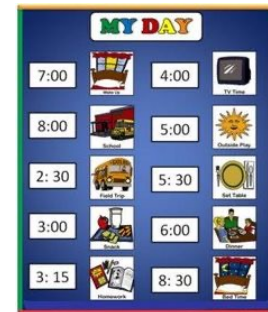 MY DAY
7:00
Wake Up
4:00
TV Time
8:00
School
5:00
Outside Play
2: 30
Field Trip
5: 30
Set Table
3:00
Snack
6:00
Dinner
3: 15
Homework
8: 30
Bed Time